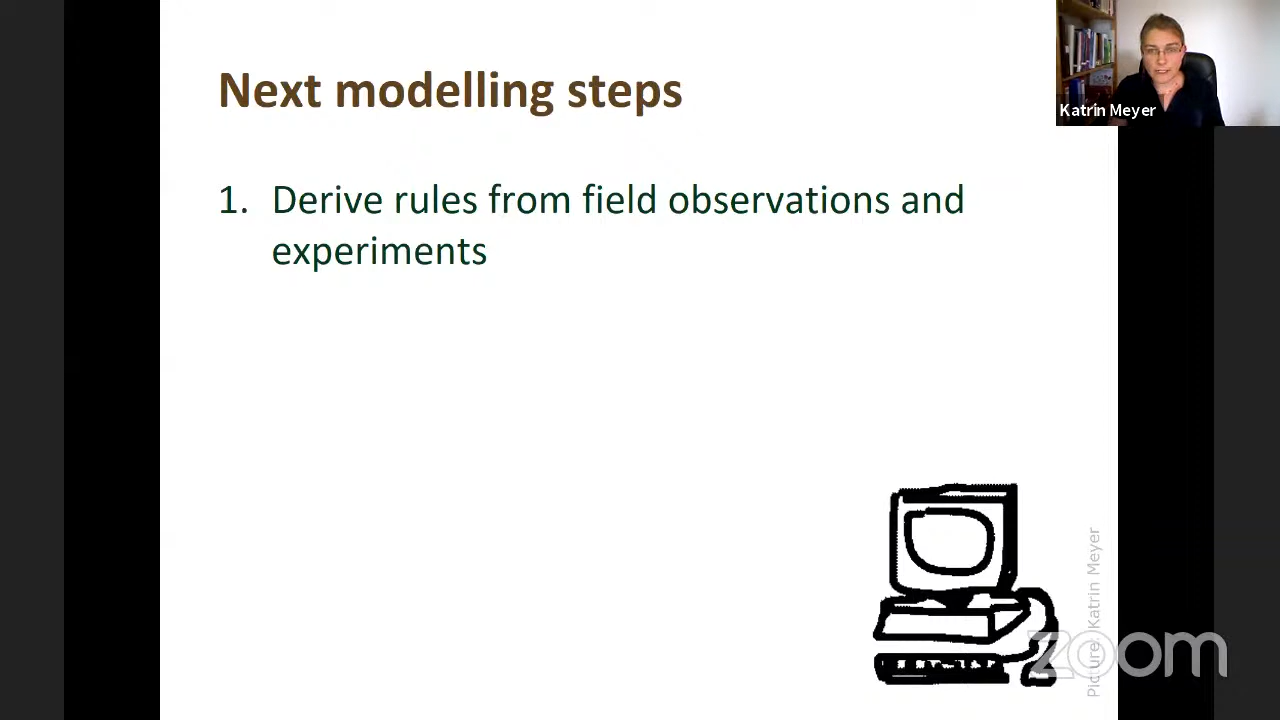 Next modelling steps
Katrin Meyer
1. Derive rules from field observations and
experiments
Picture: Katrin Meyer
zoom